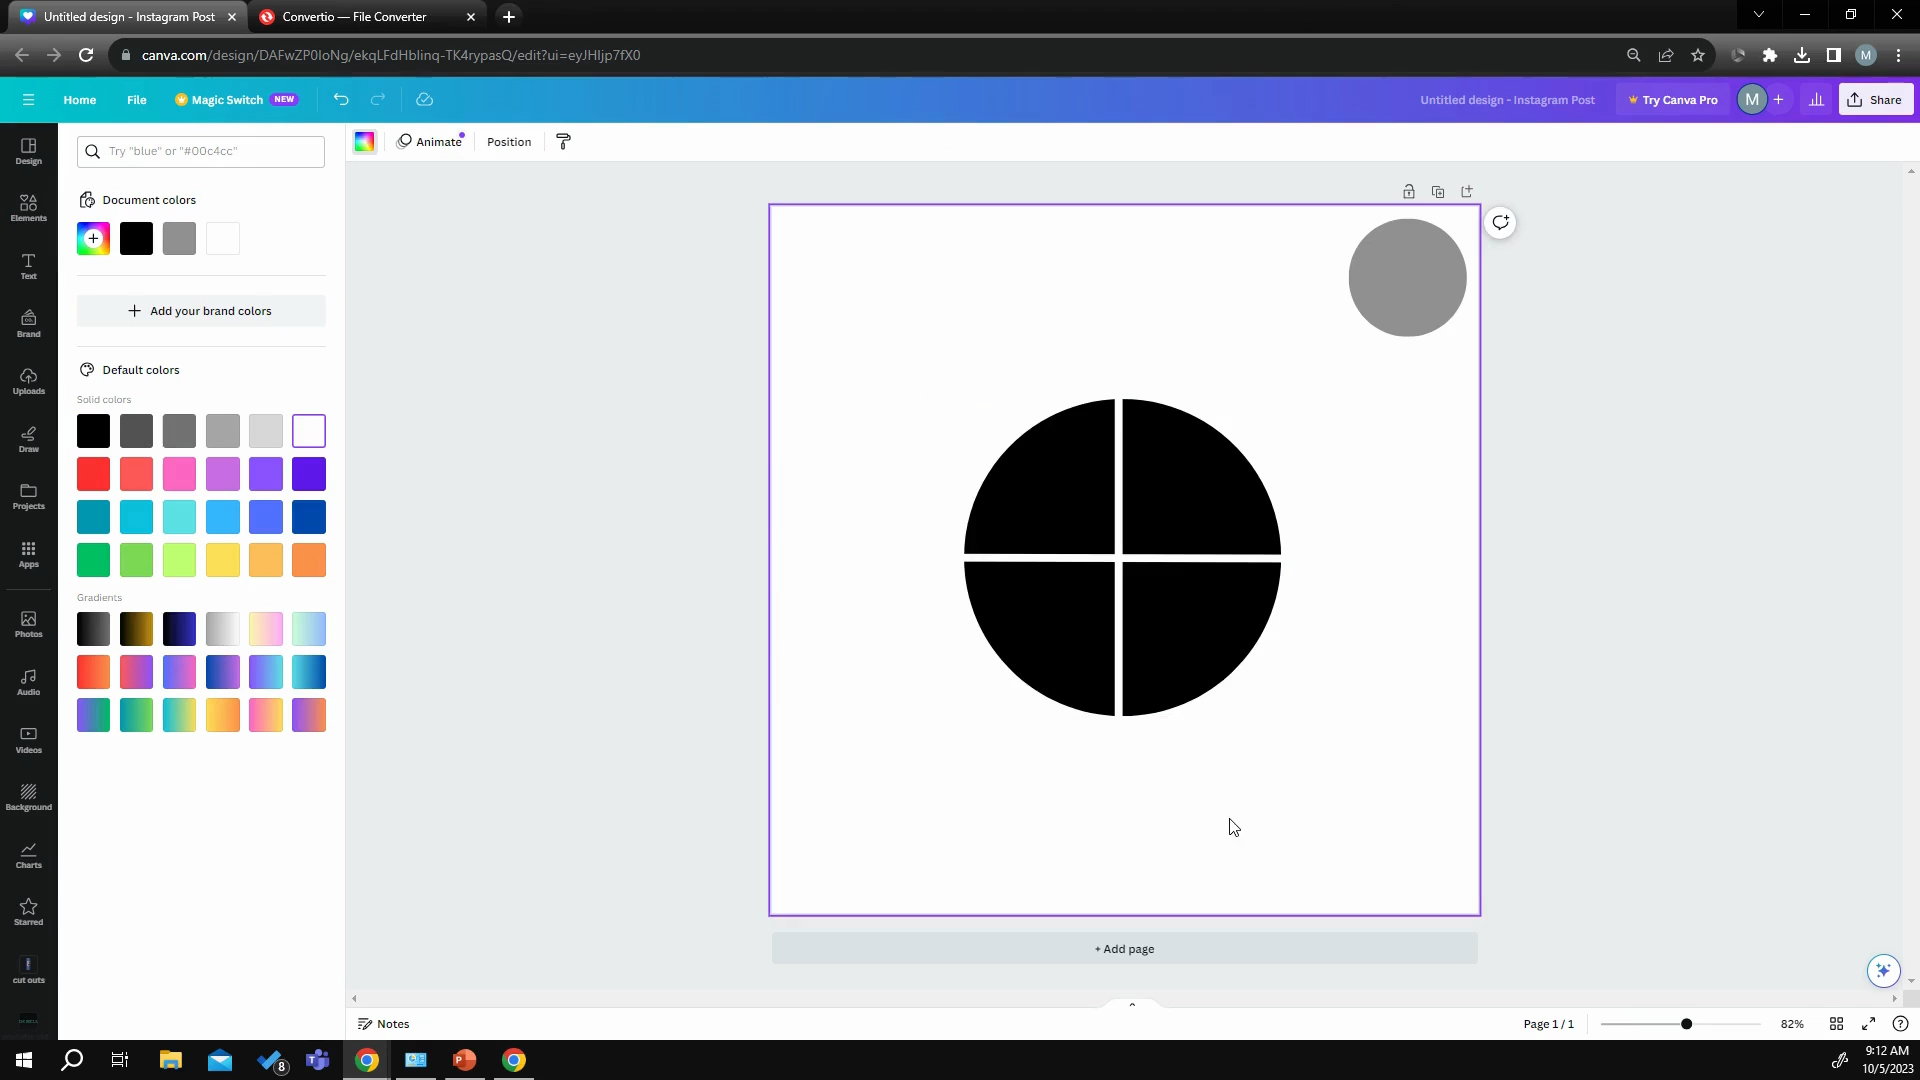 Untitled design - Instagram Post
Convertio — File Converter
canva.com/design/DAFwZP0IoNg/ekqLFdHblinq-TK4rypasQ/edit?ui=eyJHIjp7fX0
M
Home
File
Magic Switch
NEW
Untitled design - Instagram Post
Try Canva Pro
M
Share
Try "blue" or "#00c4cc"
Animate
Position
Design
Elements
Text
Brand
Uploads
Draw
Projects
Apps
Photos
Audio
Videos
Background
Charts
Starred
cut outs
Document colors
Add your brand colors
Default colors
Solid colors
Gradients
+ Add page
Notes
Page 1 / 1
82%
8
9:12 AM
10/5/2023